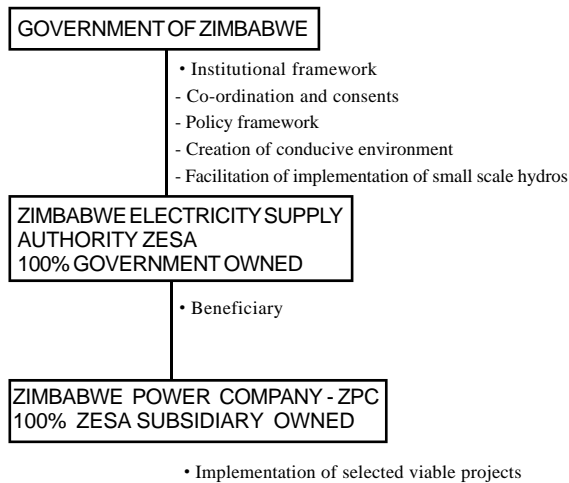 GOVERNMENT OF ZIMBABWE
• Institutional framework
- Co-ordination and consents
- Policy framework
- Creation of conducive environment
- Facilitation of implementation of small scale hydros
ZIMBABWE ELECTRICITY SUPPLY
AUTHORITY ZESA
100% GOVERNMENT OWNED
• Beneficiary
ZIMBABWE POWER COMPANY - ZPC
100% ZESA SUBSIDIARY OWNED
• Implementation of selected viable projects